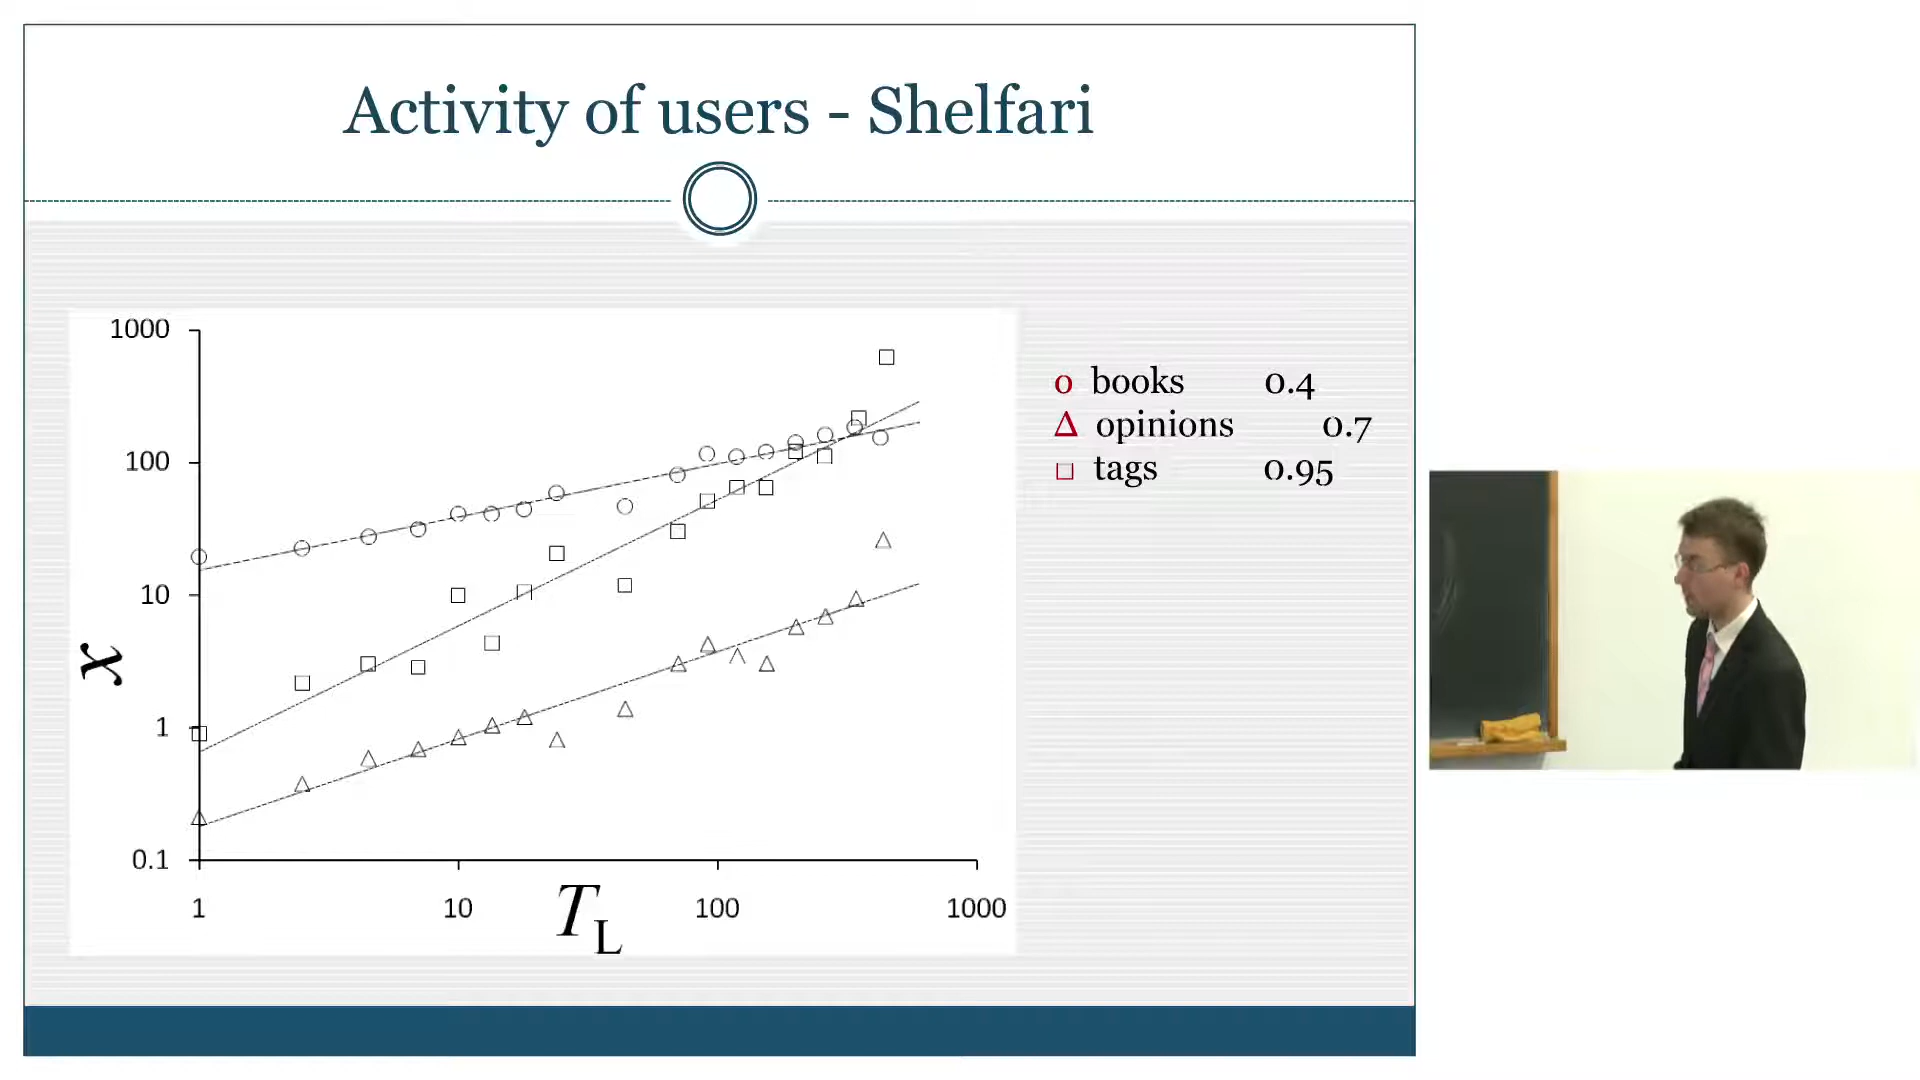 Activity of users - Shelfari
1000
100
10
1
0.1
x
1 10 100 1000
T_L
o books 0.4
Δ opinions 0.7
□ tags 0.95